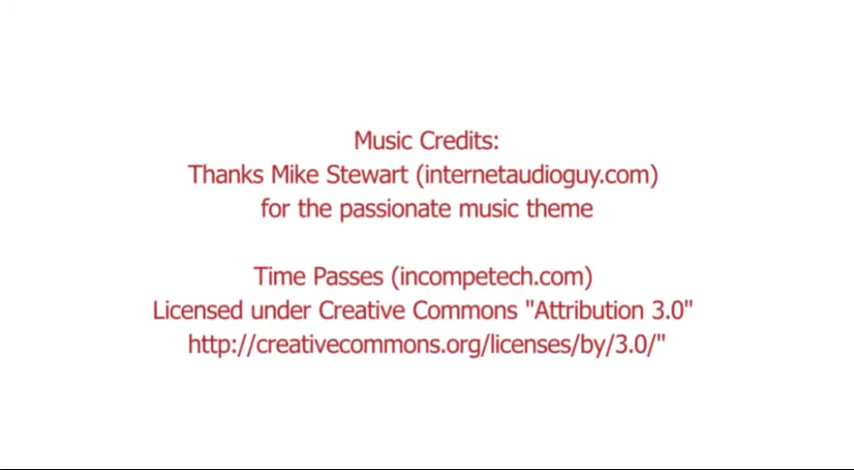 Music Credits:
Thanks Mike Stewart (internetaudioguy.com)
for the passionate music theme
Time Passes (incompetech.com)
Licensed under Creative Commons "Attribution 3.0"
http://creativecommons.org/licenses/by/3.0/"